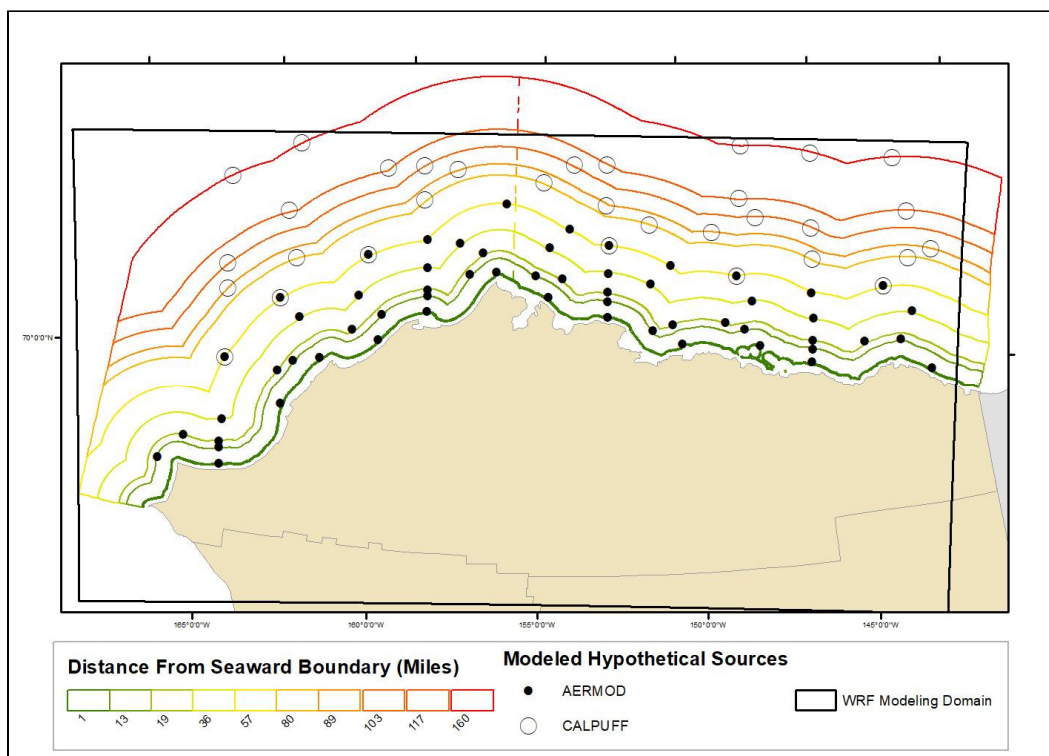 70°0'0"N
165°0'0"W 160°0'0"W 155°0'0"W 150°0'0"W 145°0'0"W
Distance From Seaward Boundary (Miles)
1 13 19 36 57 80 89 103 117 160
Modeled Hypothetical Sources
AERMOD
CALPUFF
WRF Modeling Domain